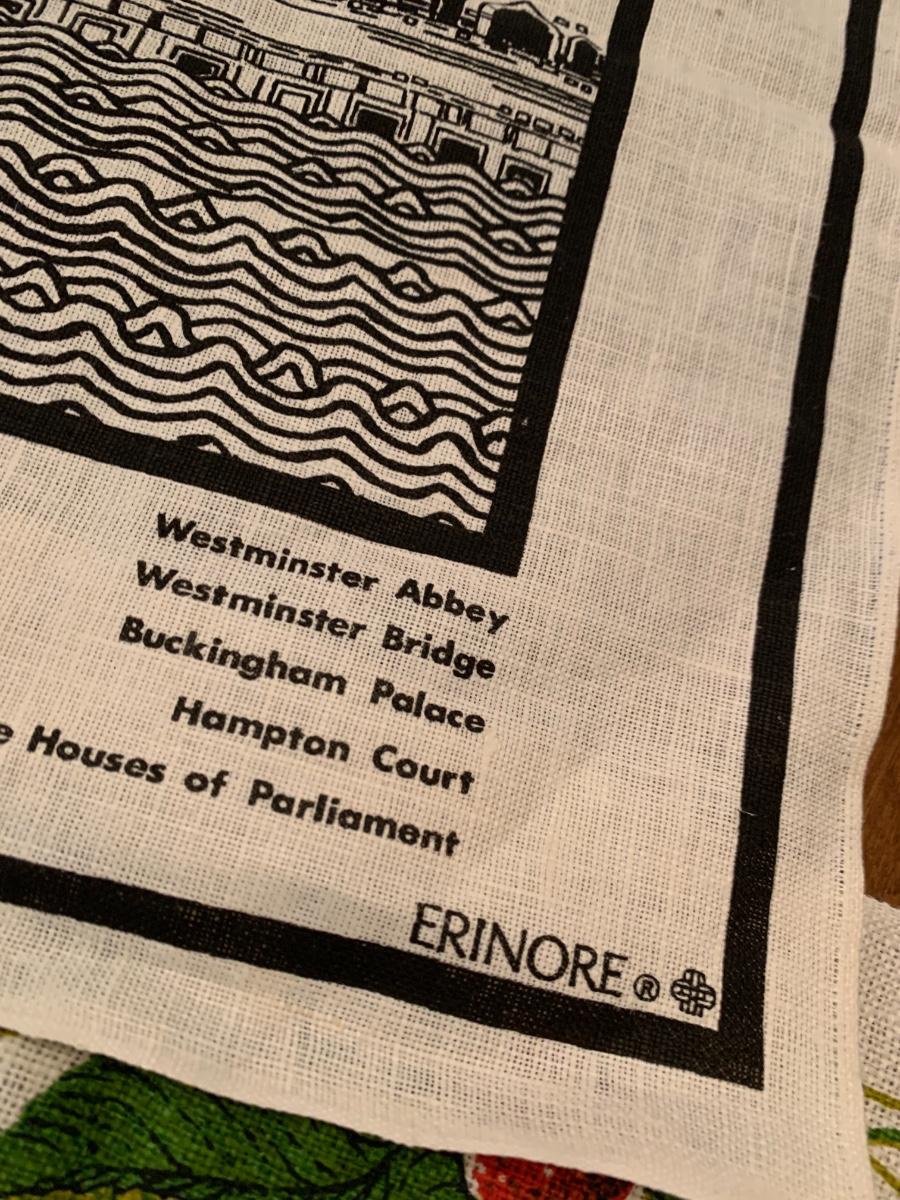 Westminster Abbey
Westminster Bridge
Buckingham Palace
Hampton Court
Houses of Parliament
ERINORE ®